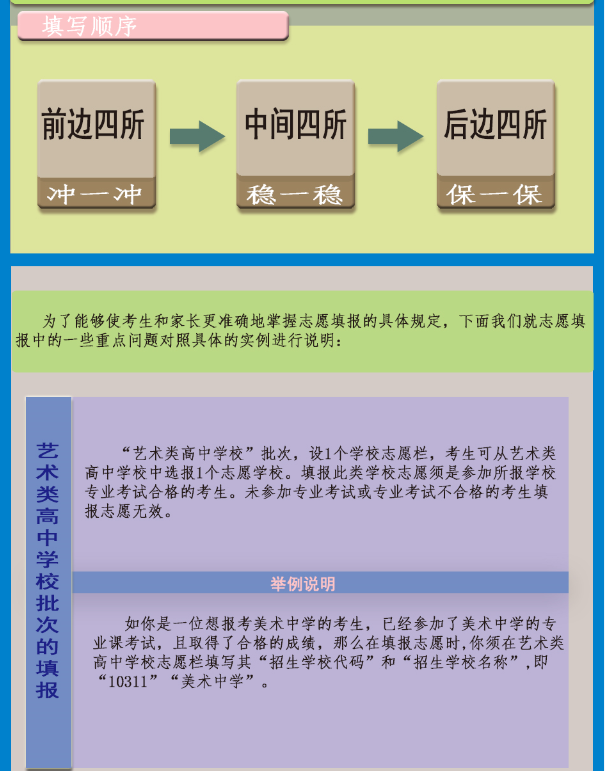 填写顺序
前边四所
中间四所
后边四所
冲一冲
稳一稳
保一保
为了能够使考生和家长更准确地掌握志愿填报的具体规定，下面我们就志愿填
报中的一些重点问题对照具体的实例进行说明：
艺术类高中学校批次的填报
“艺术类高中学校”批次，设1个学校志愿栏，考生可从艺术类
高中学校中选报1个志愿学校。填报此类学校志愿须是参加所报学校
专业考试合格的考生。未参加专业考试或专业考试不合格的考生填
报志愿无效。
举例说明
如你是一位想报考美术中学的考生，已经参加了美术中学的专
业课考试，且取得了合格的成绩，那么在填报志愿时,你须在艺术类
高中学校志愿栏填写其“招生学校代码”和“招生学校名称”,即
“10311”“美术中学”。